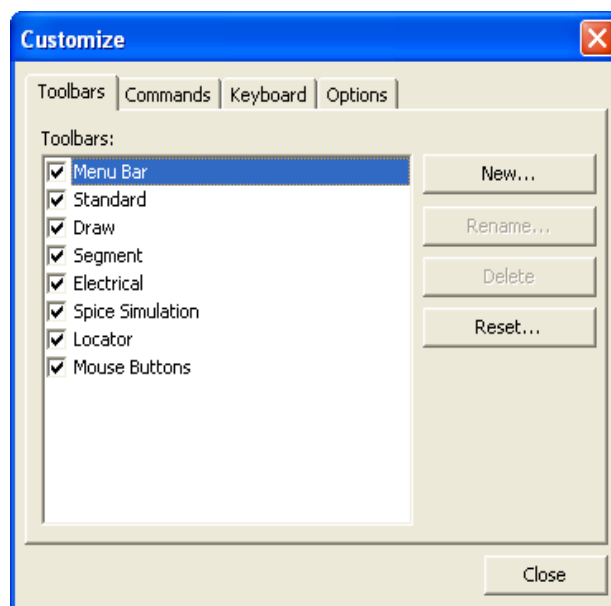 Customize
Toolbars Commands Keyboard Options
Toolbars:
Menu Bar
Standard
Draw
Segment
Electrical
Spice Simulation
Locator
Mouse Buttons
New...
Rename...
Delete
Reset...
Close